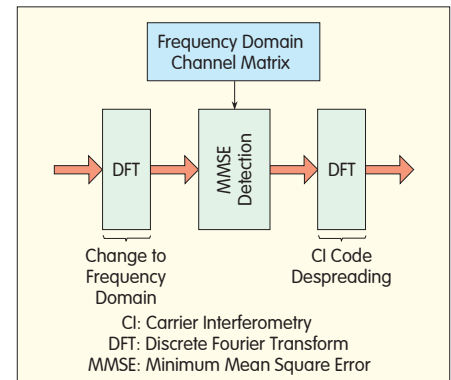 Frequency Domain
Channel Matrix
DFT
MMSE
Detection
DFT
Change to
Frequency
Domain
CI Code
Despreading
CI: Carrier Interferometry
DFT: Discrete Fourier Transform
MMSE: Minimum Mean Square Error